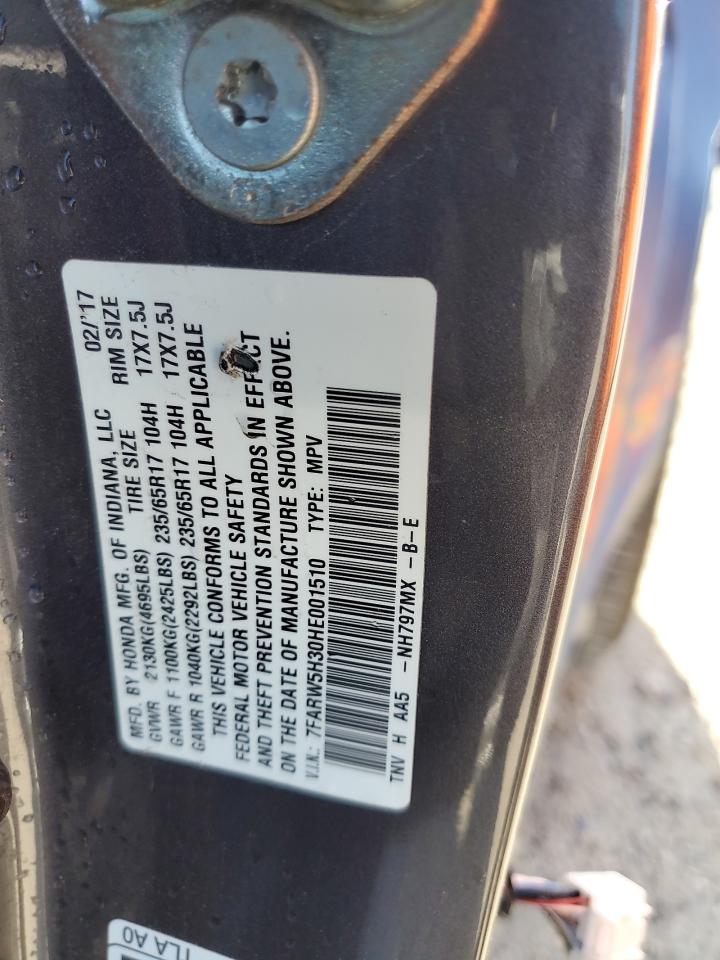 MFD. BY HONDA MFG. OF INDIANA, LLC 02/'17
GVWR 2130KG(4695LBS) TIRE SIZE RIM SIZE
GAWR F 1100KG(2425LBS) 235/65R17 104H 17X7.5J
GAWR R 1040KG(2292LBS) 235/65R17 104H 17X7.5J
THIS VEHICLE CONFORMS TO ALL APPLICABLE
FEDERAL MOTOR VEHICLE SAFETY
AND THEFT PREVENTION STANDARDS IN EFFECT
ON THE DATE OF MANUFACTURE SHOWN ABOVE.
V.I.N.: 7FARW5H30HE001510 TYPE: MPV
TNV H AA5 -NH797MX -B-E
TLA A0